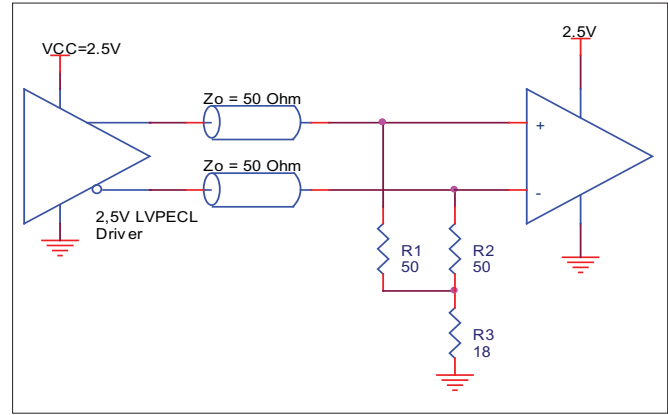 VCC=2.5V
2.5V
Zo = 50 Ohm
+
Zo = 50 Ohm
-
2,5V LVPECL
Driver
R1
50
R2
50
R3
18